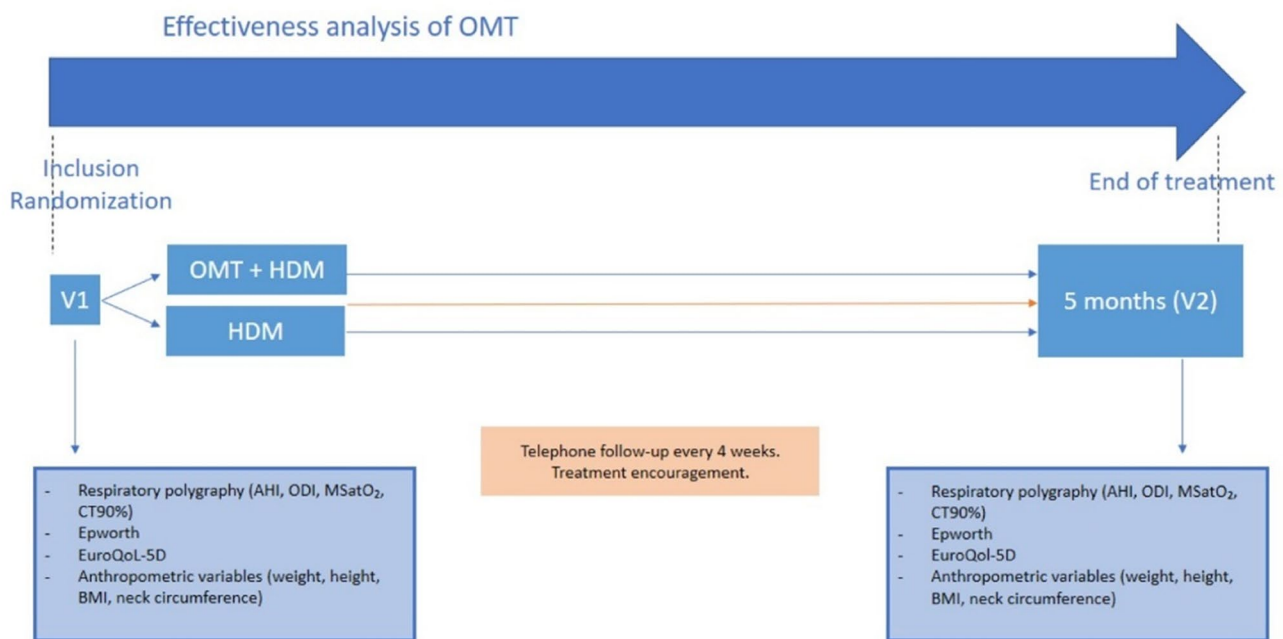 Effectiveness analysis of OMT
Inclusion
Randomization
End of treatment
V1
OMT + HDM
HDM
5 months (V2)
Telephone follow-up every 4 weeks.
Treatment encouragement.
- Respiratory polygraphy (AHI, ODI, MSatO₂,
CT90%)
- Epworth
- EuroQoL-5D
- Anthropometric variables (weight, height,
BMI, neck circumference)
- Respiratory polygraphy (AHI, ODI, MSatO₂,
CT90%)
- Epworth
- EuroQol-5D
- Anthropometric variables (weight, height,
BMI, neck circumference)